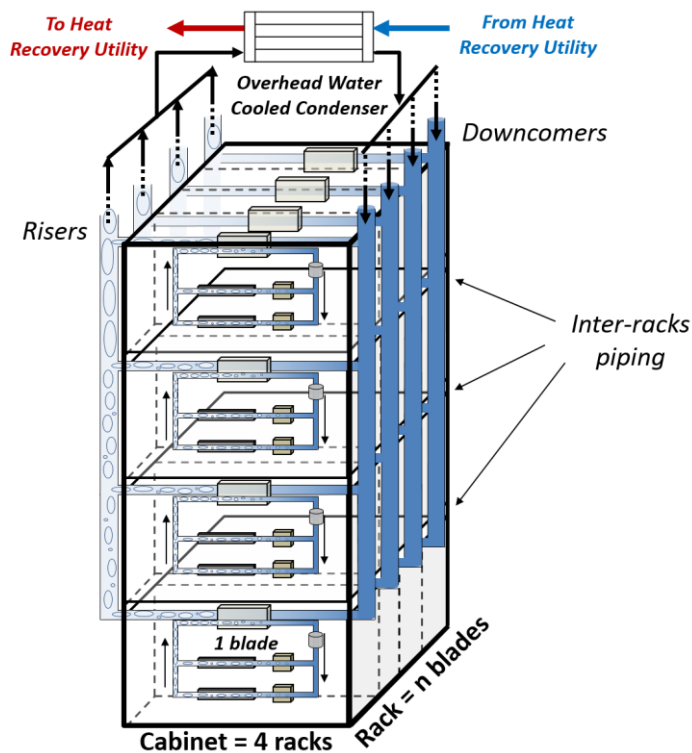 To Heat
Recovery Utility
From Heat
Recovery Utility
Overhead Water
Cooled Condenser
Downcomers
Risers
Inter-racks
piping
1 blade
Cabinet = 4 racks
Rack = n blades